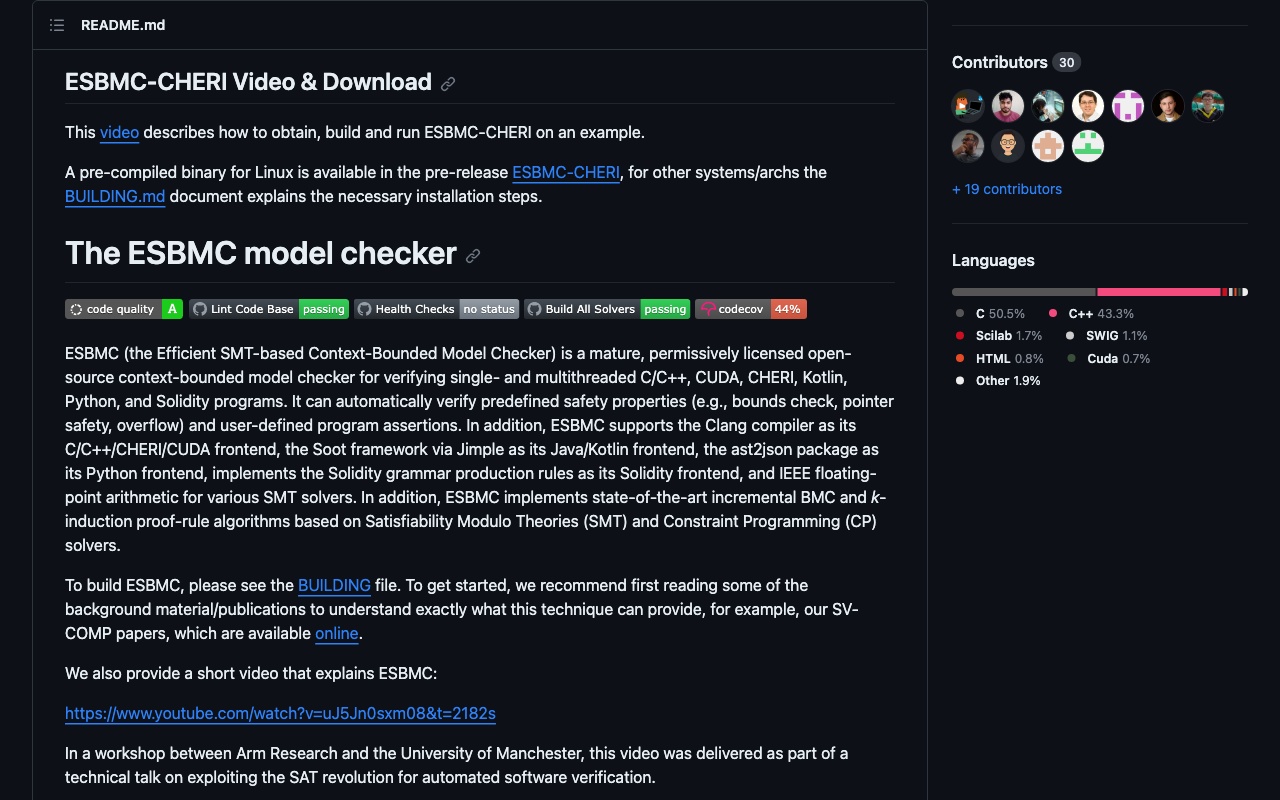 README.md
ESBMC-CHERI Video & Download
This video describes how to obtain, build and run ESBMC-CHERI on an example.
A pre-compiled binary for Linux is available in the pre-release ESBMC-CHERI, for other systems/archs the
BUILDING.md document explains the necessary installation steps.
The ESBMC model checker
code quality A Lint Code Base passing Health Checks no status Build All Solvers passing codecov 44%
ESBMC (the Efficient SMT-based Context-Bounded Model Checker) is a mature, permissively licensed open-
source context-bounded model checker for verifying single- and multithreaded C/C++, CUDA, CHERI, Kotlin,
Python, and Solidity programs. It can automatically verify predefined safety properties (e.g., bounds check, pointer
safety, overflow) and user-defined program assertions. In addition, ESBMC supports the Clang compiler as its
C/C++/CHERI/CUDA frontend, the Soot framework via Jimple as its Java/Kotlin frontend, the ast2json package as
its Python frontend, implements the Solidity grammar production rules as its Solidity frontend, and IEEE floating-
point arithmetic for various SMT solvers. In addition, ESBMC implements state-of-the-art incremental BMC and k-
induction proof-rule algorithms based on Satisfiability Modulo Theories (SMT) and Constraint Programming (CP)
solvers.
To build ESBMC, please see the BUILDING file. To get started, we recommend first reading some of the
background material/publications to understand exactly what this technique can provide, for example, our SV-
COMP papers, which are available online.
We also provide a short video that explains ESBMC:
https://www.youtube.com/watch?v=uJ5Jn0sxm08&t=2182s
In a workshop between Arm Research and the University of Manchester, this video was delivered as part of a
technical talk on exploiting the SAT revolution for automated software verification.
Contributors 30
+ 19 contributors
Languages
C 50.5% C++ 43.3%
Scilab 1.7% SWIG 1.1%
HTML 0.8% Cuda 0.7%
Other 1.9%